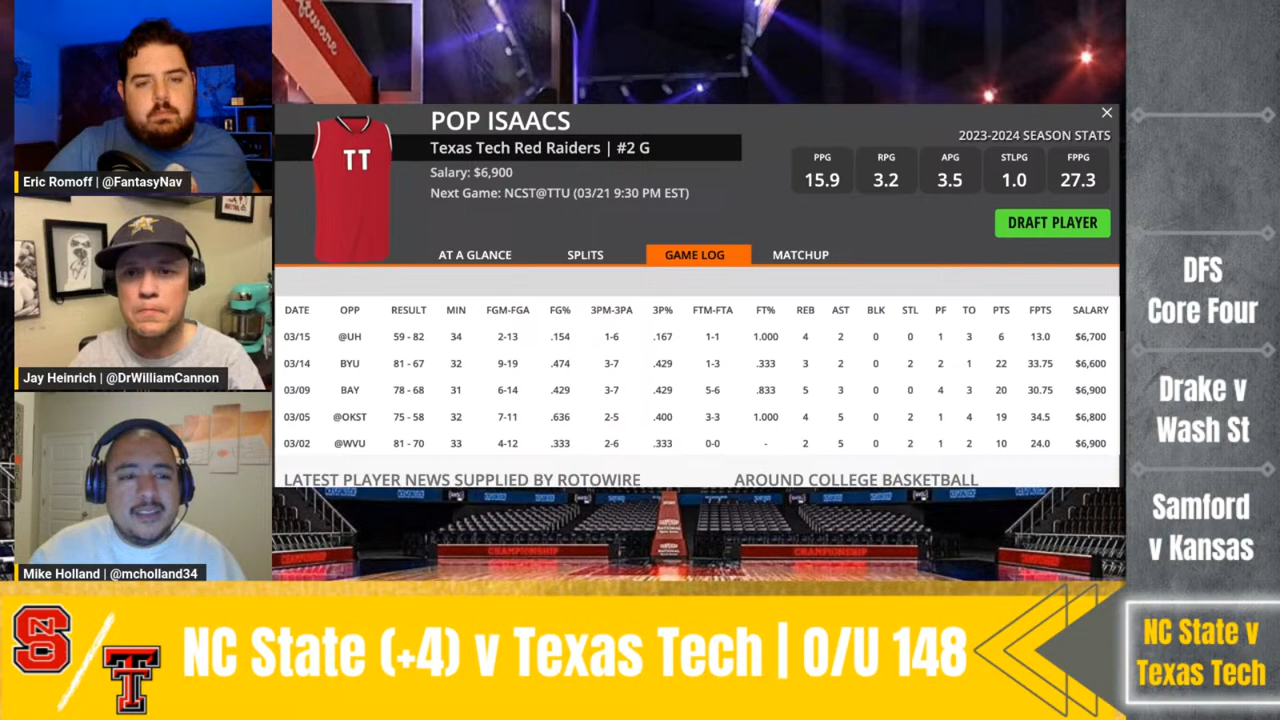 Eric Romoff | @FantasyNav
Jay Heinrich | @DrWilliamCannon
Mike Holland | @mcholland34
POP ISAACS
Texas Tech Red Raiders | #2 G
Salary: $6,900
Next Game: NCST@TTU (03/21 9:30 PM EST)
TT
2023-2024 SEASON STATS
PPG RPG APG STLPG FPPG
15.9 3.2 3.5 1.0 27.3
DRAFT PLAYER
AT A GLANCE SPLITS GAME LOG MATCHUP
DATE OPP RESULT MIN FGM-FGA FG% 3PM-3PA 3P% FTM-FTA FT% REB AST BLK STL PF TO PTS FPTS SALARY
03/15 @UH 59 - 82 34 2-13 .154 1-6 .167 1-1 1.000 4 2 0 0 1 3 6 13.0 $6,700
03/14 BYU 81 - 67 32 9-19 .474 3-7 .429 1-3 .333 3 2 0 2 2 1 22 33.75 $6,600
03/09 BAY 78 - 68 31 6-14 .429 3-7 .429 5-6 .833 5 3 0 0 4 3 20 30.75 $6,900
03/05 @OKST 75 - 58 32 7-11 .636 2-5 .400 3-3 1.000 4 5 0 2 1 4 19 34.5 $6,800
03/02 @WVU 81 - 70 33 4-12 .333 2-6 .333 0-0 - 2 5 0 2 1 2 10 24.0 $6,900
LATEST PLAYER NEWS SUPPLIED BY ROTOWIRE
AROUND COLLEGE BASKETBALL
CHAMPIONSHIP
CHAMPIONSHIP
DFS
Core Four
Drake v
Wash St
Samford
v Kansas
NC State v
Texas Tech
NC State (+4) v Texas Tech | O/U 148